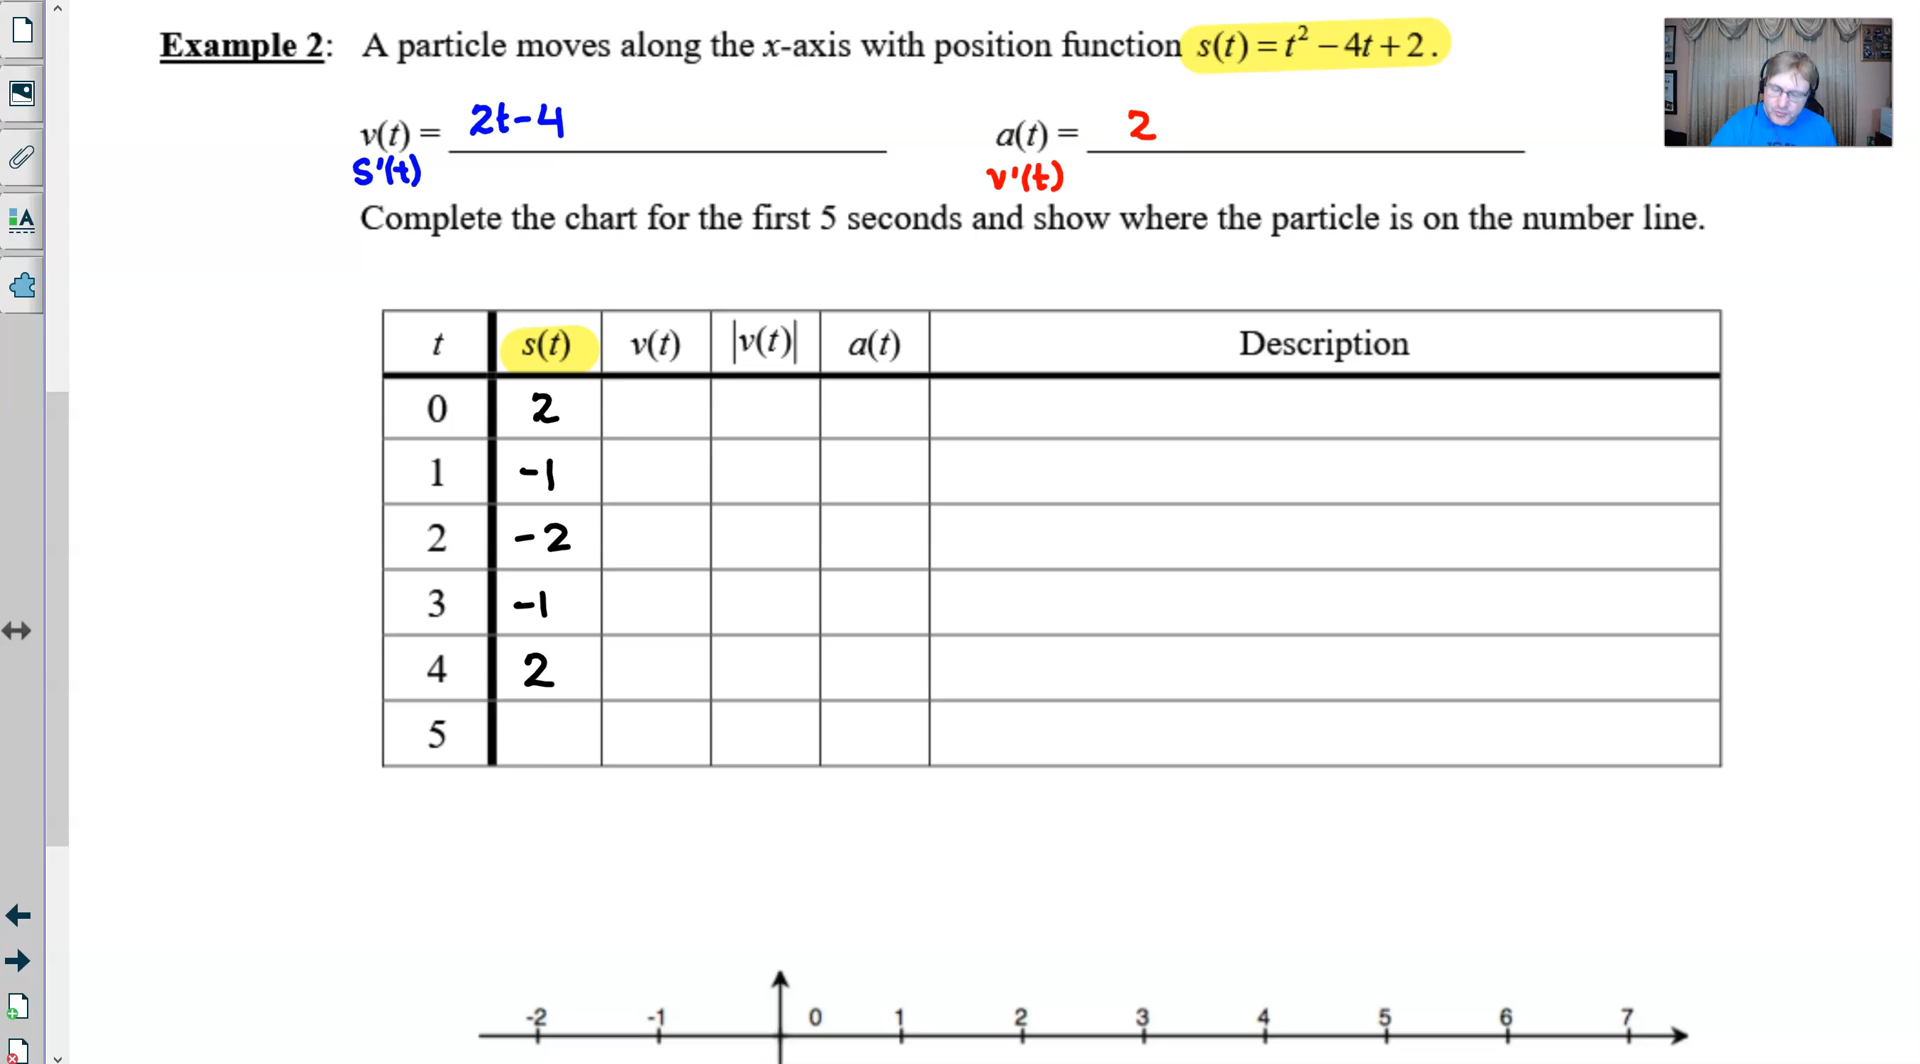 Example 2: A particle moves along the x-axis with position function s(t) = t² − 4t + 2.
v(t) = 2t-4 a(t) = 2
s'(t) v'(t)
Complete the chart for the first 5 seconds and show where the particle is on the number line.
t s(t) v(t) |v(t)| a(t) Description
0 2
1 -1
2 -2
3 -1
4 2
5
-2 -1 0 1 2 3 4 5 6 7